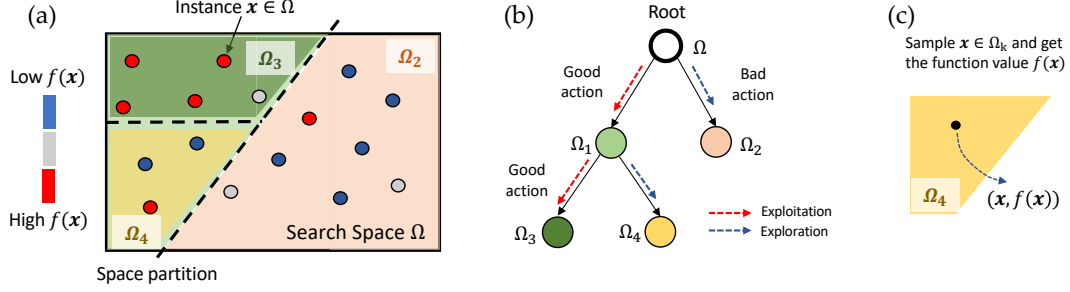 (a)
Instance x ∈ Ω
Low f(x)
High f(x)
Ω₃
Ω₂
Ω₄
Search Space Ω
Space partition
(b)
Root
Ω
Good
action
Bad
action
Ω₁
Ω₂
Good
action
Ω₃
Ω₄
Exploitation
Exploration
(c)
Sample x ∈ Ωₖ and get
the function value f(x)
Ω₄
(x, f(x))